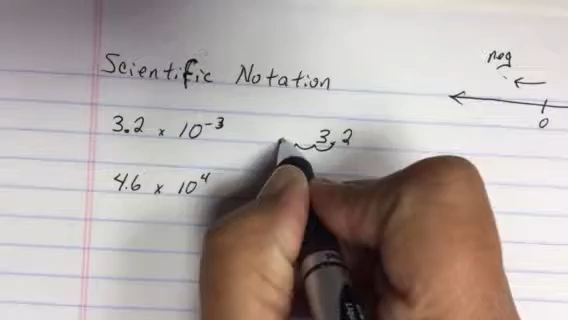 Scientific Notation
neg
0
3.2 x 10⁻³
3.2
4.6 x 10⁴